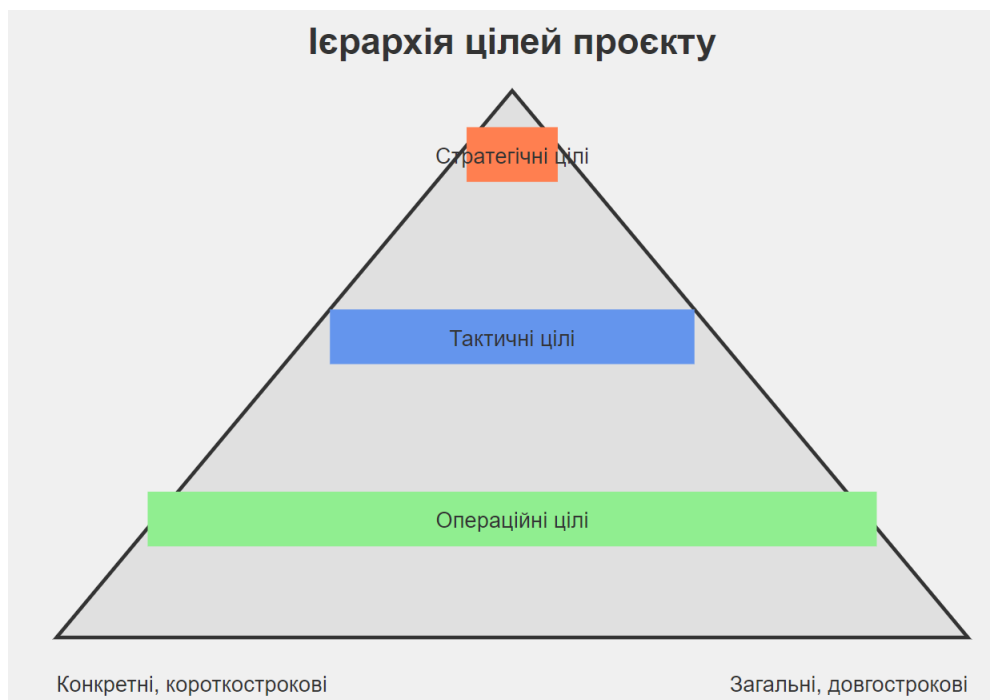 Ієрархія цілей проєкту
Стратегічні цілі
Тактичні цілі
Операційні цілі
Конкретні, короткострокові
Загальні, довгострокові